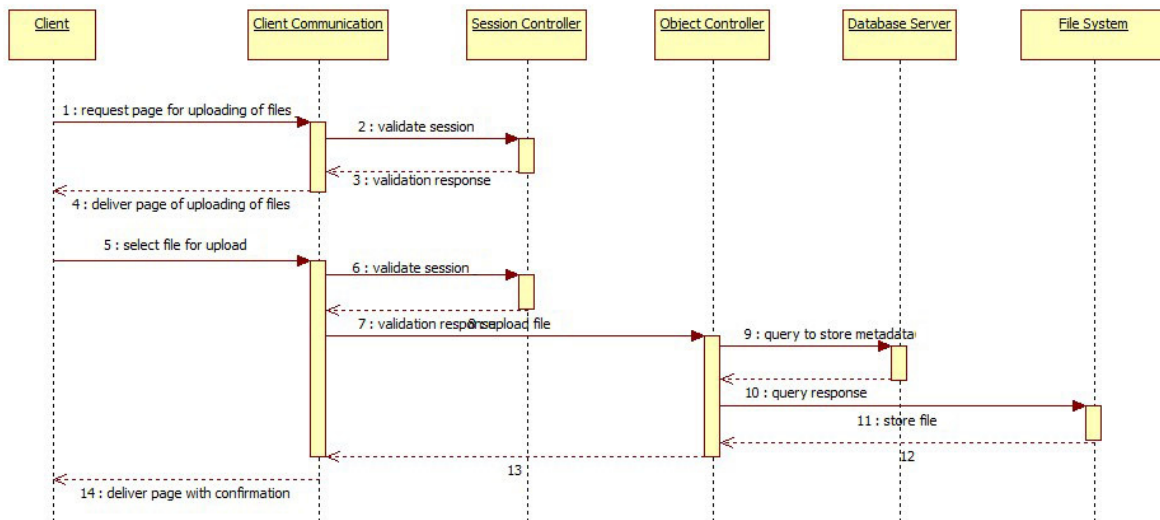 Client
Client Communication
Session Controller
Object Controller
Database Server
File System
1 : request page for uploading of files
2 : validate session
3 : validation response
4 : deliver page of uploading of files
5 : select file for upload
6 : validate session
7 : validation response
8 : upload file
9 : query to store metadata
10 : query response
11 : store file
12
13
14 : deliver page with confirmation